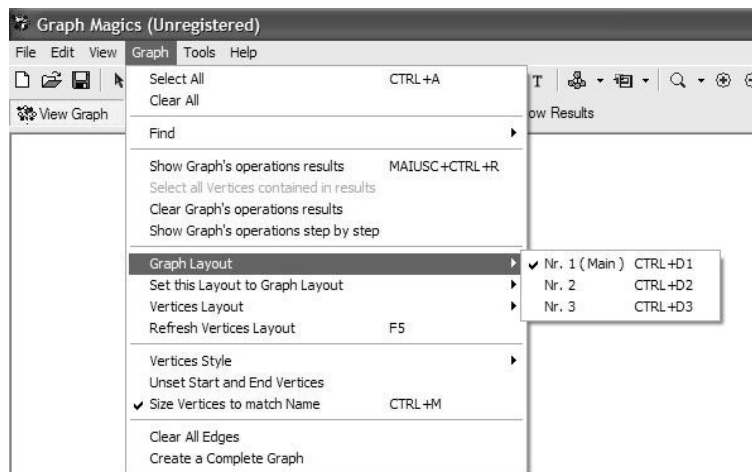 Graph Magics (Unregistered)
File Edit View Graph Tools Help
T
View Graph
ow Results
Select All CTRL+A
Clear All
Find
Show Graph's operations results MAIUSC+CTRL+R
Select all Vertices contained in results
Clear Graph's operations results
Show Graph's operations step by step
Graph Layout
Nr. 1 ( Main ) CTRL+D1
Set this Layout to Graph Layout
Nr. 2 CTRL+D2
Vertices Layout
Nr. 3 CTRL+D3
Refresh Vertices Layout F5
Vertices Style
Unset Start and End Vertices
Size Vertices to match Name CTRL+M
Clear All Edges
Create a Complete Graph